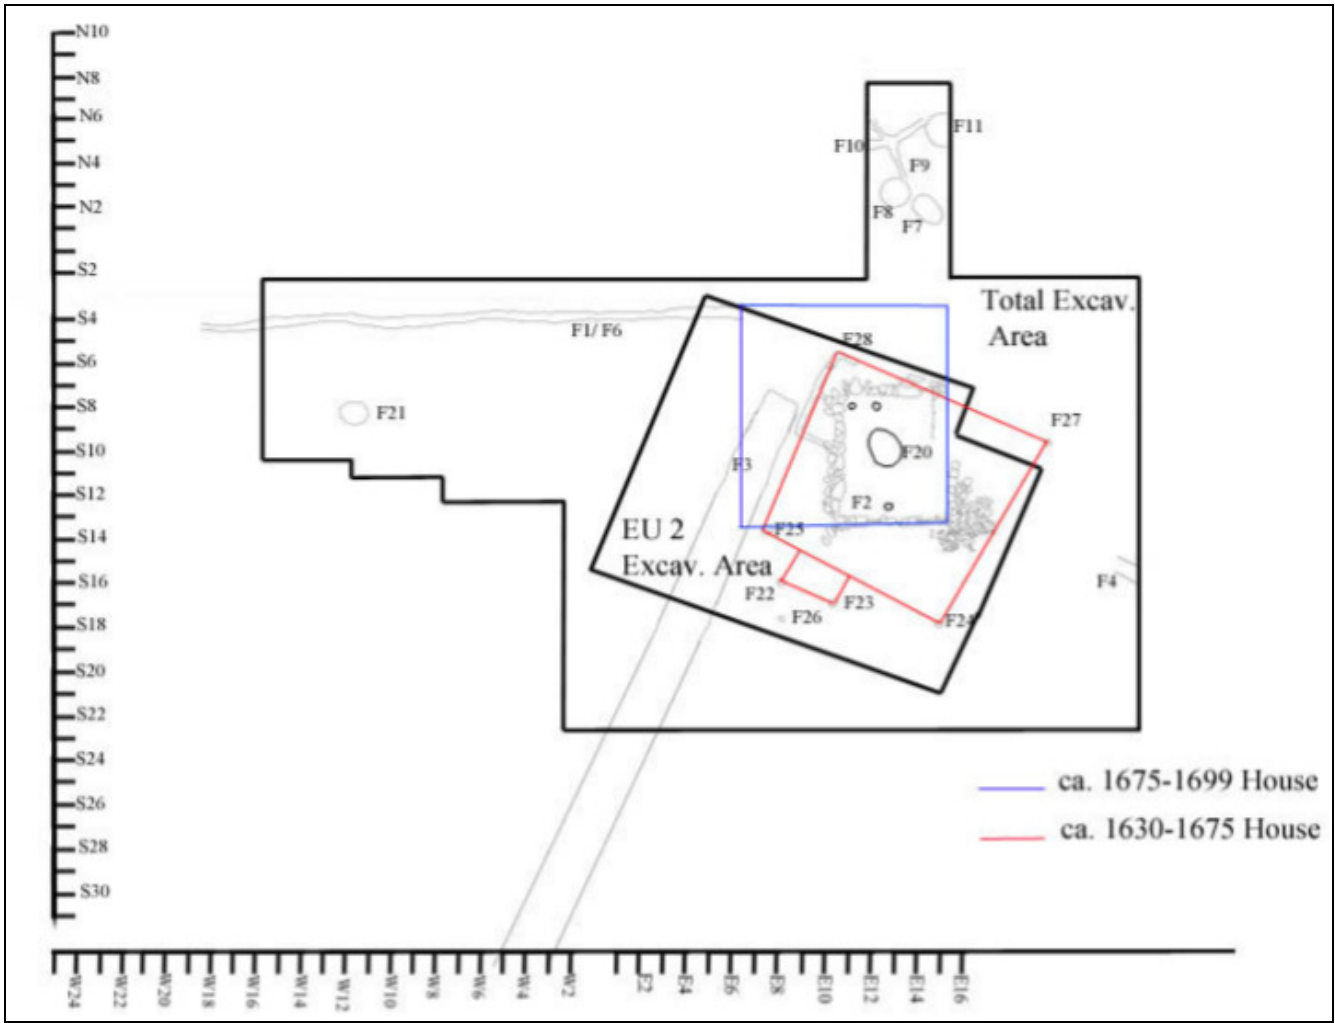 N10
N8
N6
N4
N2
S2
S4
S6
S8
S10
S12
S14
S16
S18
S20
S22
S24
S26
S28
S30
F10
F11
F9
F8
F7
Total Excav.
Area
F1/ F6
F28
F21
F27
F3
F20
F2
EU 2
Excav. Area
F25
F22
F23
F26
F24
F4
ca. 1675-1699 House
ca. 1630-1675 House
W24
W22
W20
W18
W16
W14
W12
W10
W8
W6
W4
W2
E2
E4
E6
E8
E10
E12
E14
E16